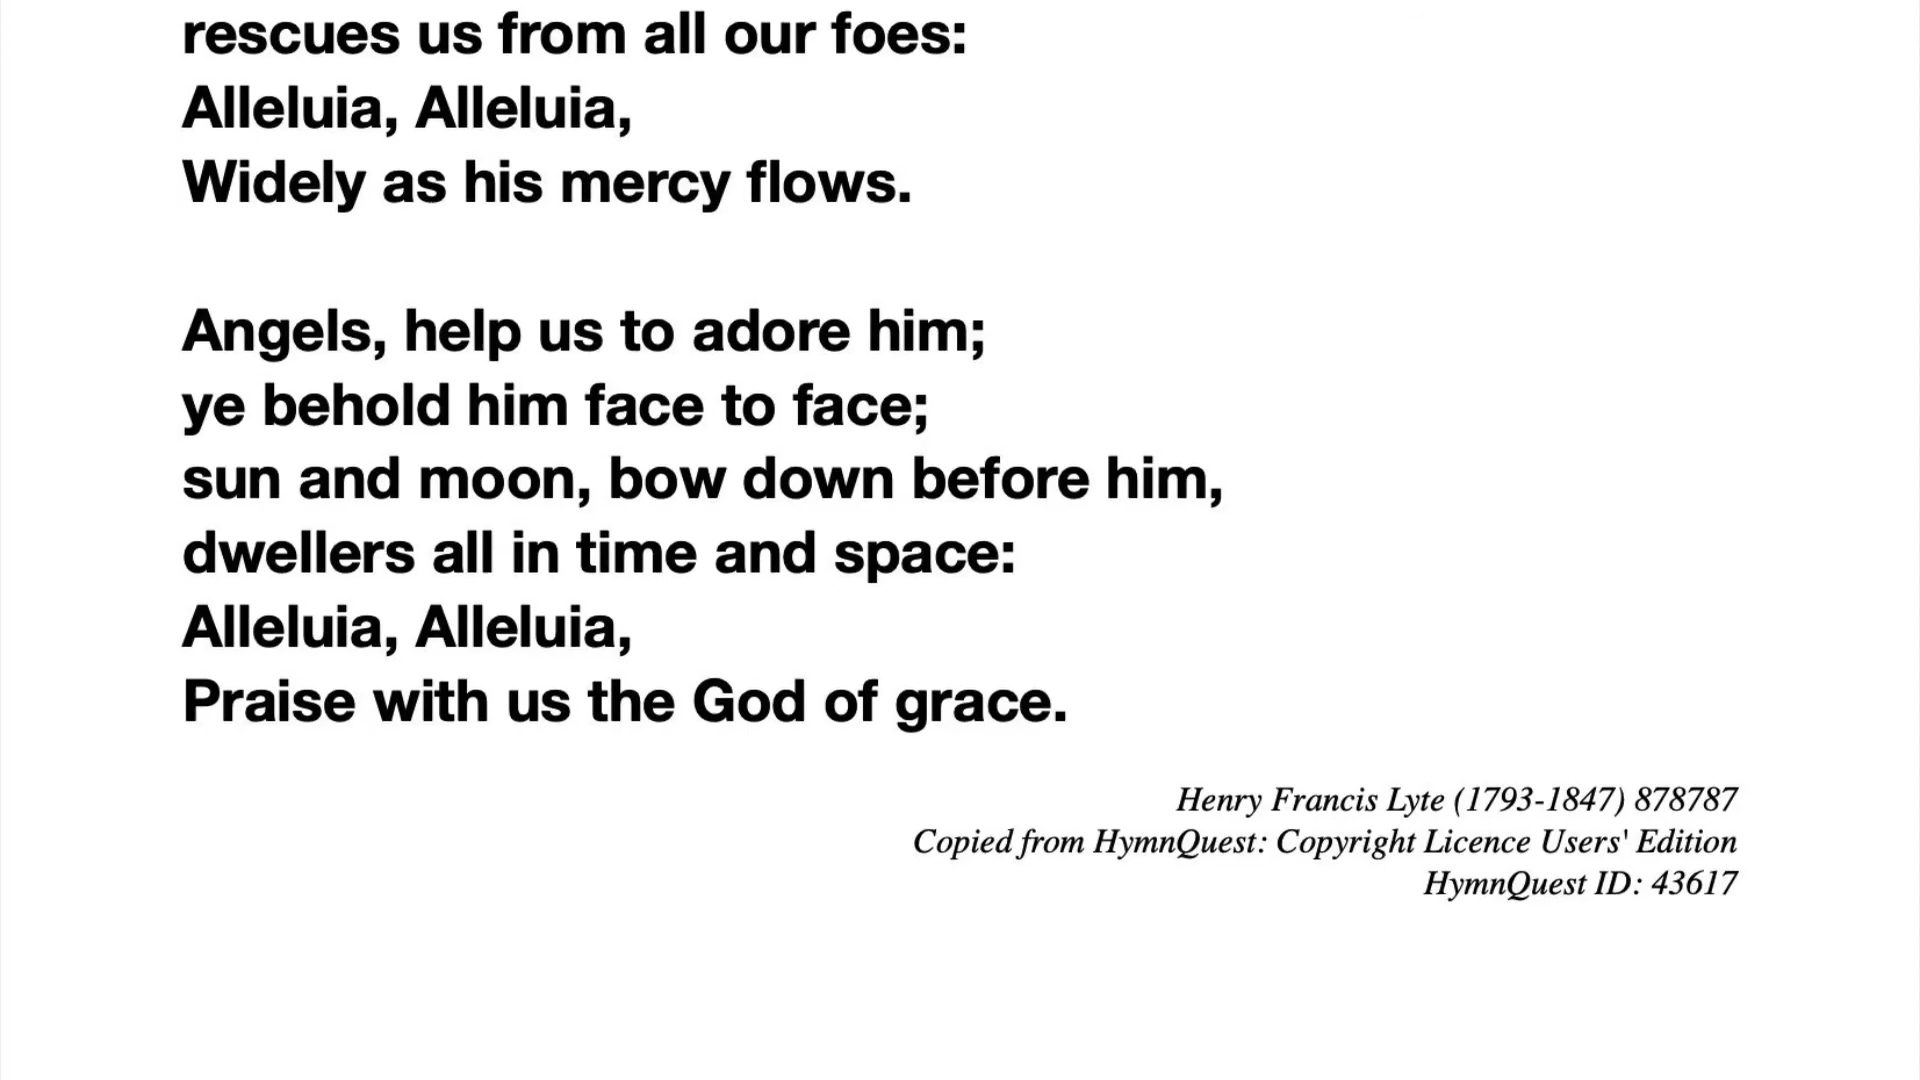 rescues us from all our foes:
Alleluia, Alleluia,
Widely as his mercy flows.
Angels, help us to adore him;
ye behold him face to face;
sun and moon, bow down before him,
dwellers all in time and space:
Alleluia, Alleluia,
Praise with us the God of grace.
Henry Francis Lyte (1793-1847) 878787
Copied from HymnQuest: Copyright Licence Users' Edition
HymnQuest ID: 43617